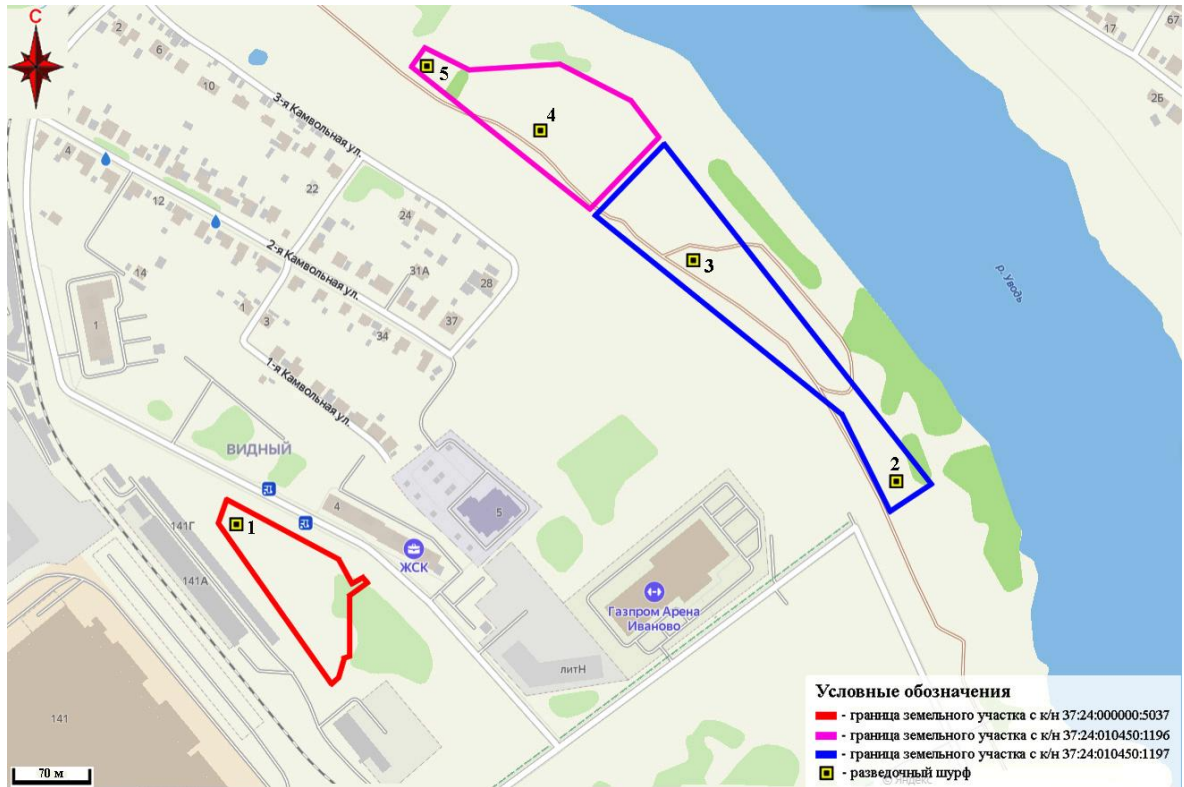 С
2
6
10
3-я Камвольная ул.
5
4
17
67
2Б
4
12
22
24
2-я Камвольная ул.
31А
28
14
1
3
37
34
1
1-я Камвольная ул.
3
р. Уводь
2
ВИДНЫЙ
4
5
141Г
1
ЖСК
141А
Газпром Арена
Иваново
литН
141
70 м
Условные обозначения
- граница земельного участка с к/н 37:24:000000:5037
- граница земельного участка с к/н 37:24:010450:1196
- граница земельного участка с к/н 37:24:010450:1197
- разведочный шурф
© Яндекс